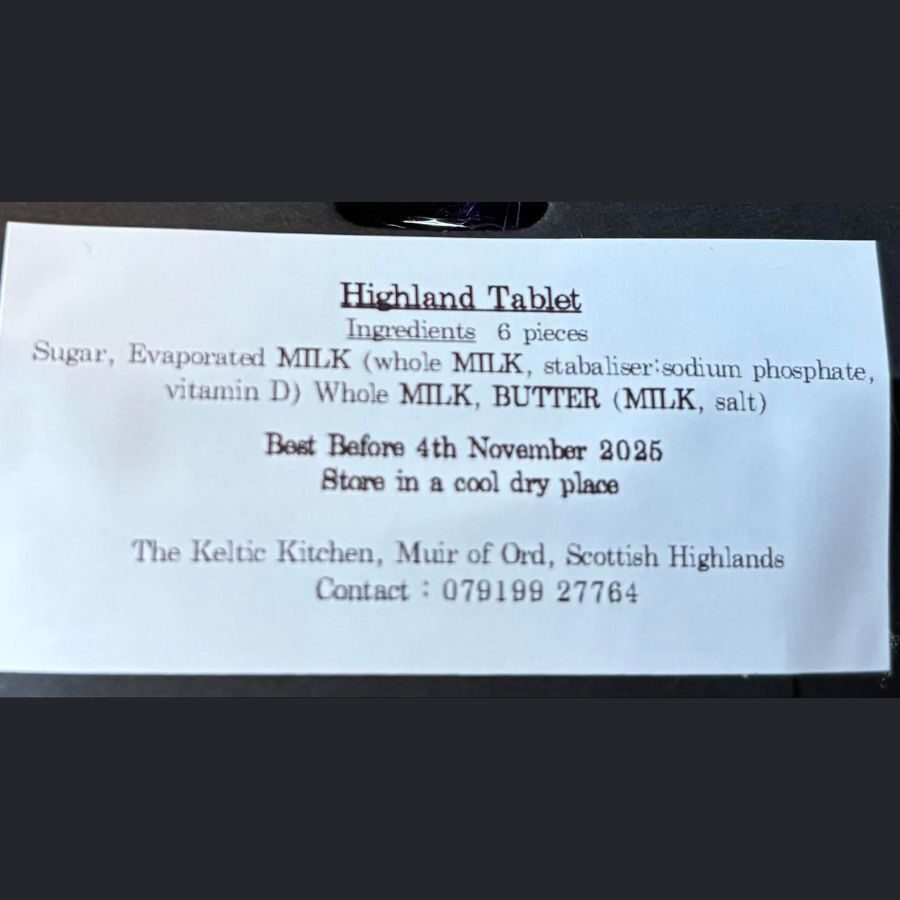 Highland Tablet
Ingredients 6 pieces
Sugar, Evaporated MILK (whole MILK, stabaliser:sodium phosphate,
vitamin D) Whole MILK, BUTTER (MILK, salt)
Best Before 4th November 2025
Store in a cool dry place
The Keltic Kitchen, Muir of Ord, Scottish Highlands
Contact : 079199 27764